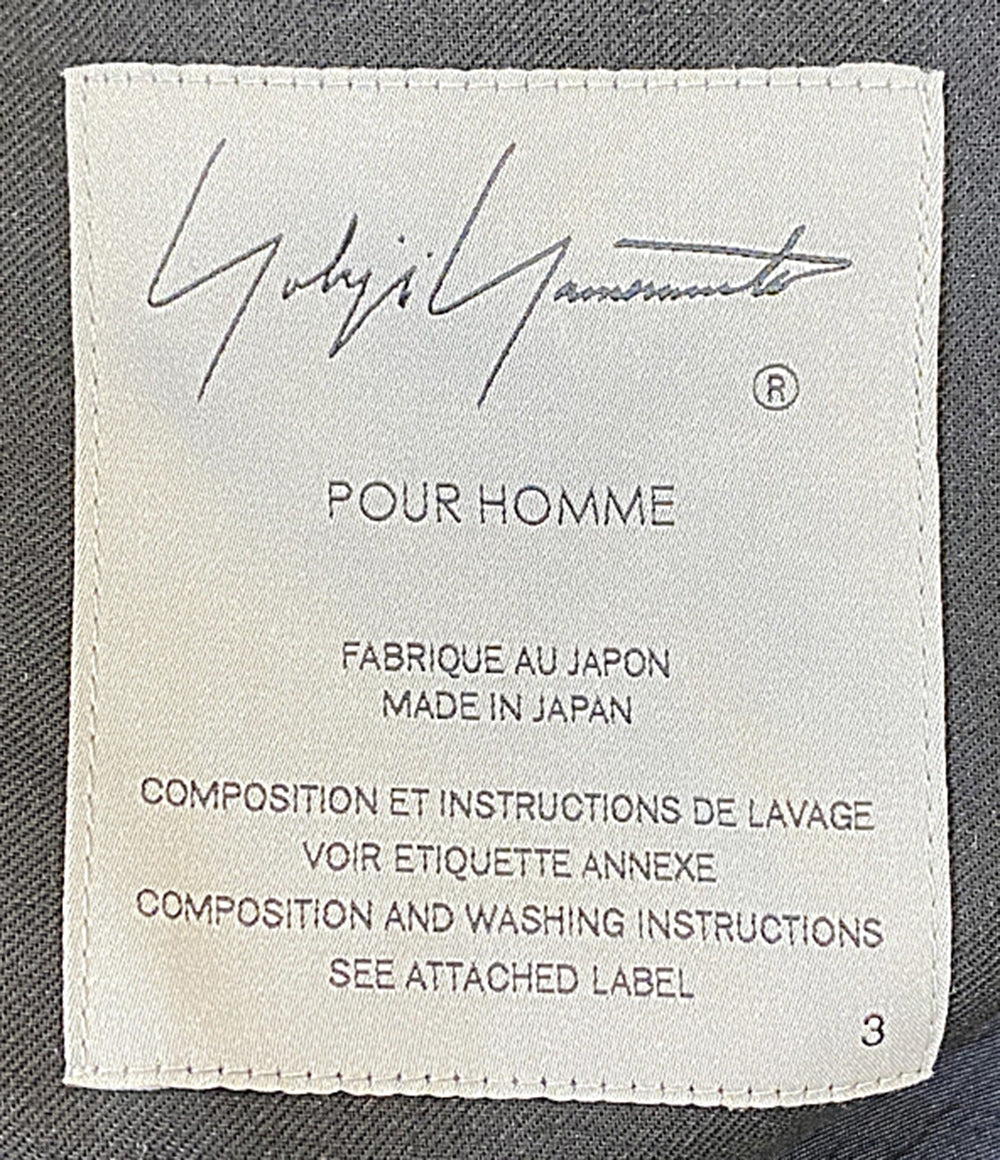 Yohji Yamamoto
®
POUR HOMME
FABRIQUE AU JAPON
MADE IN JAPAN
COMPOSITION ET INSTRUCTIONS DE LAVAGE
VOIR ETIQUETTE ANNEXE
COMPOSITION AND WASHING INSTRUCTIONS
SEE ATTACHED LABEL
3